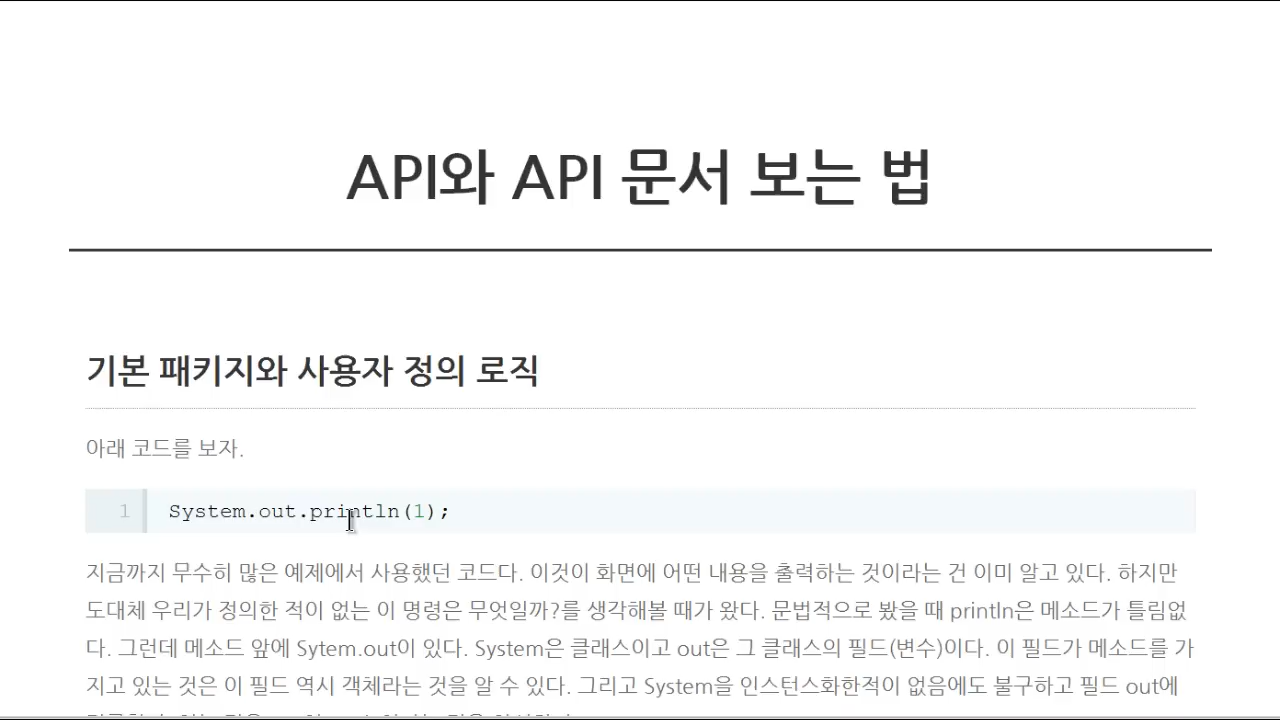 API와 API 문서 보는 법
기본 패키지와 사용자 정의 로직
아래 코드를 보자.
1 System.out.println(1);
지금까지 무수히 많은 예제에서 사용했던 코드다. 이것이 화면에 어떤 내용을 출력하는 것이라는 건 이미 알고 있다. 하지만
도대체 우리가 정의한 적이 없는 이 명령은 무엇일까?를 생각해볼 때가 왔다. 문법적으로 봤을 때 println은 메소드가 틀림없
다. 그런데 메소드 앞에 Sytem.out이 있다. System은 클래스이고 out은 그 클래스의 필드(변수)이다. 이 필드가 메소드를 가
지고 있는 것은 이 필드 역시 객체라는 것을 알 수 있다. 그리고 System을 인스턴스화한적이 없음에도 불구하고 필드 out에